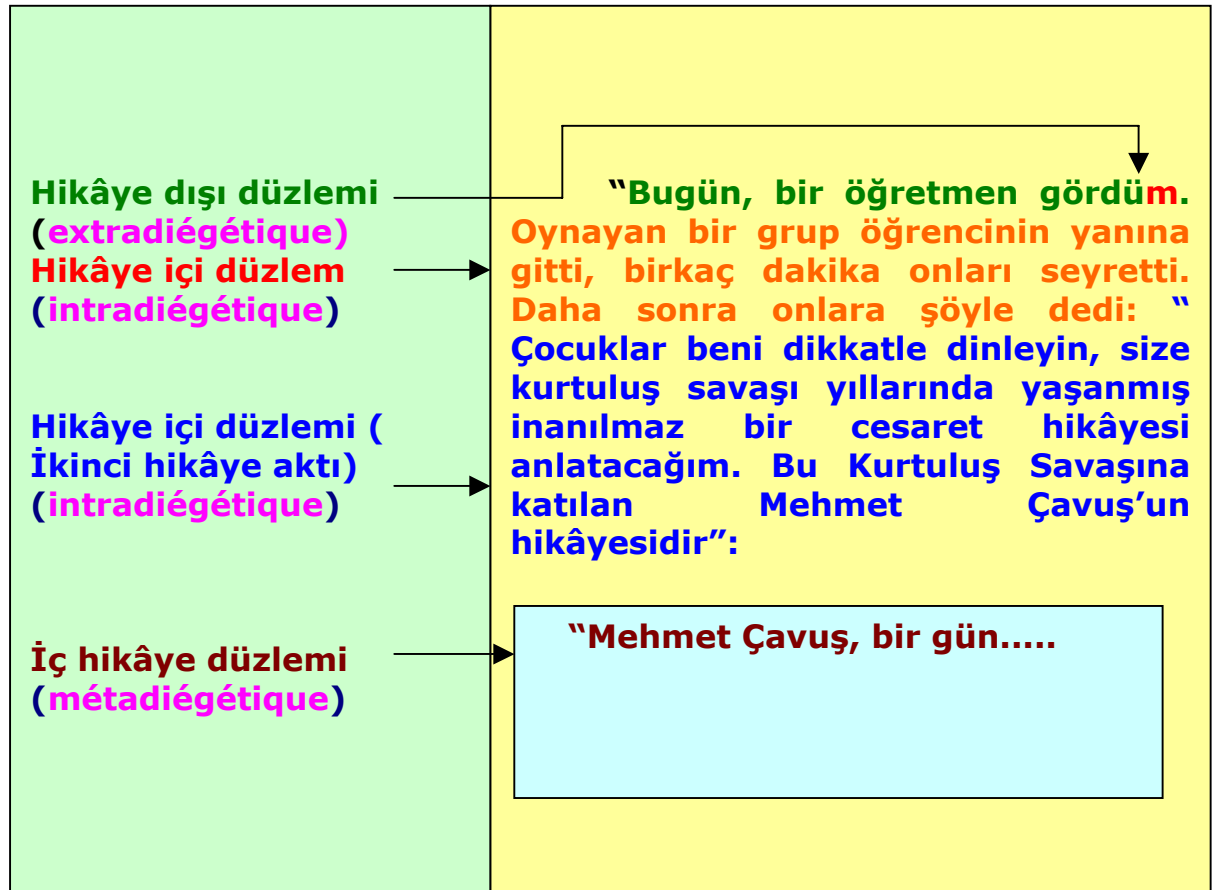 Hikâye dışı düzlemi
(extradiégétique)
Hikâye içi düzlem
(intradiégétique)
Hikâye içi düzlemi (
İkinci hikâye aktı)
(intradiégétique)
İç hikâye düzlemi
(métadiégétique)
“Bugün, bir öğretmen gördüm.
Oynayan bir grup öğrencinin yanına
gitti, birkaç dakika onları seyretti.
Daha sonra onlara şöyle dedi: “
Çocuklar beni dikkatle dinleyin, size
kurtuluş savaşı yıllarında yaşanmış
inanılmaz bir cesaret hikâyesi
anlatacağım. Bu Kurtuluş Savaşına
katılan Mehmet Çavuş’un
hikâyesidir”:
“Mehmet Çavuş, bir gün.....